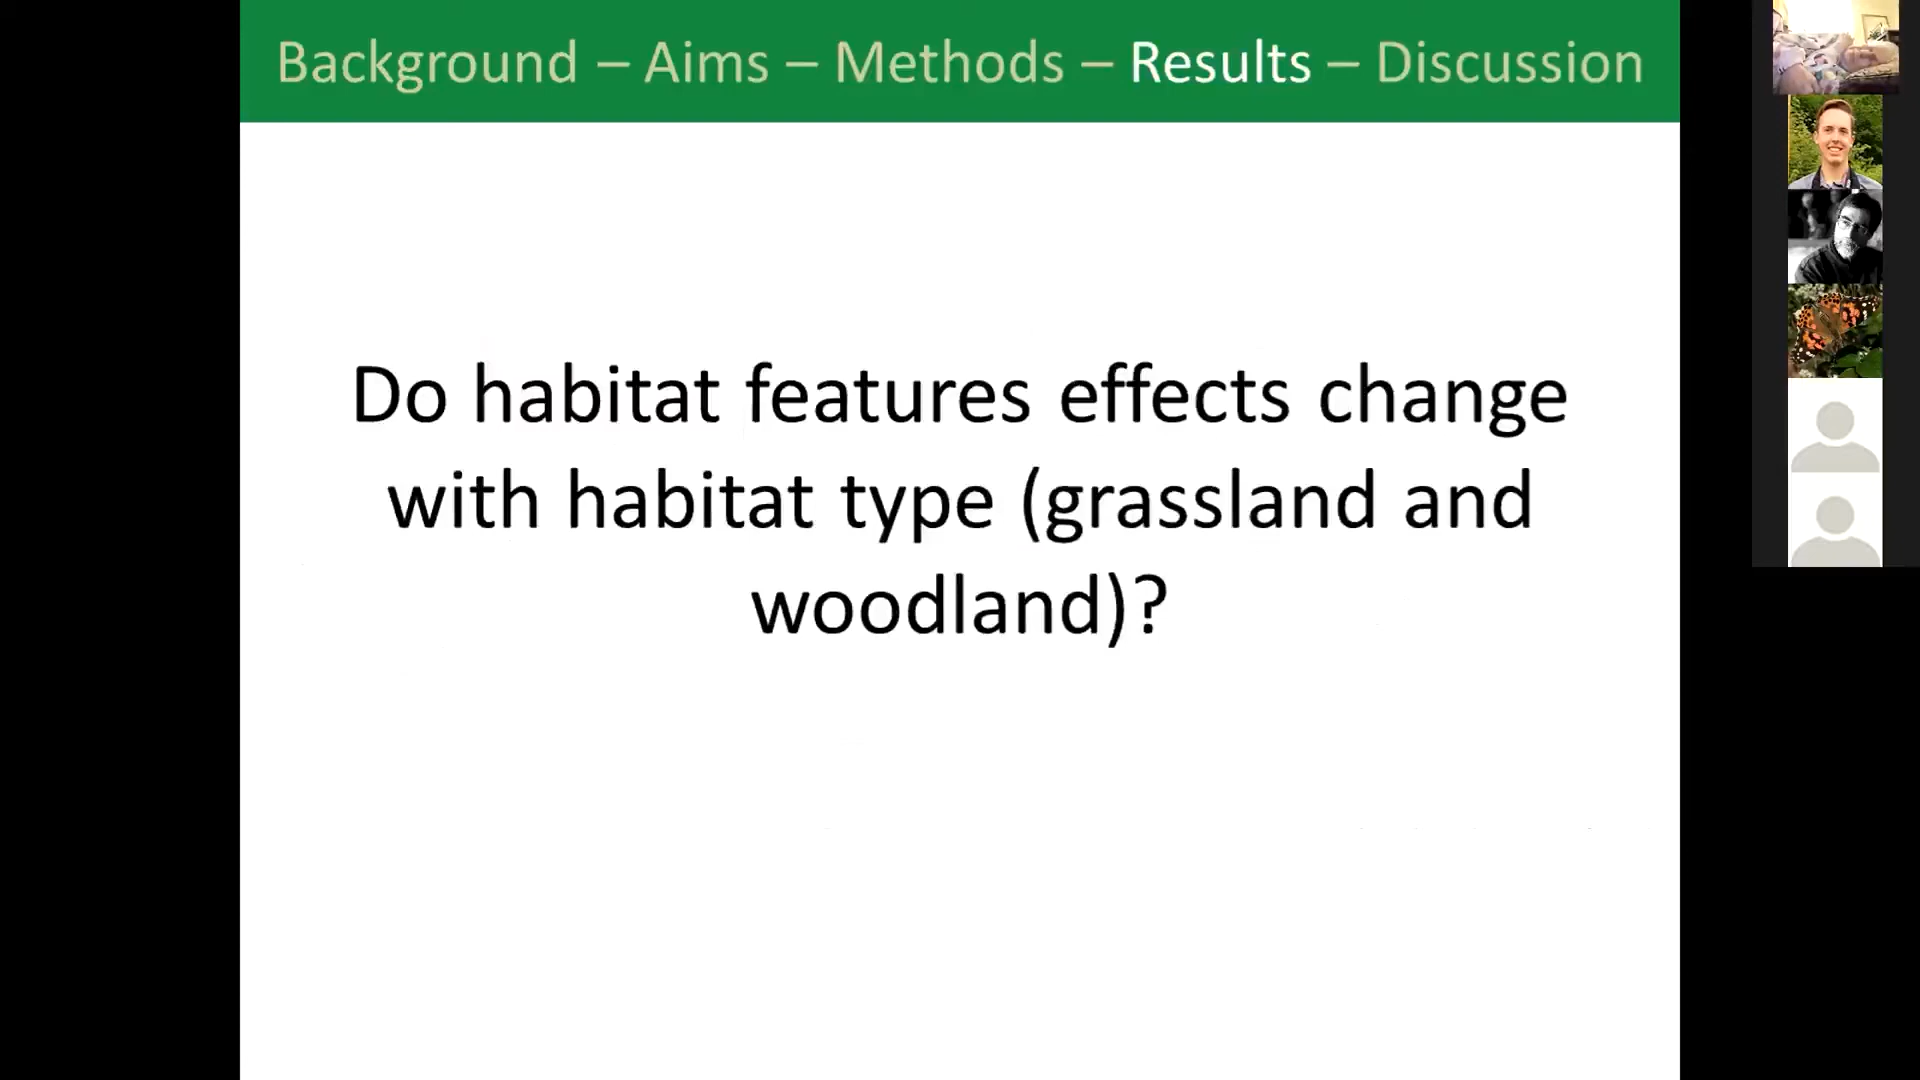 Background – Aims – Methods – Results – Discussion
Do habitat features effects change
with habitat type (grassland and
woodland)?